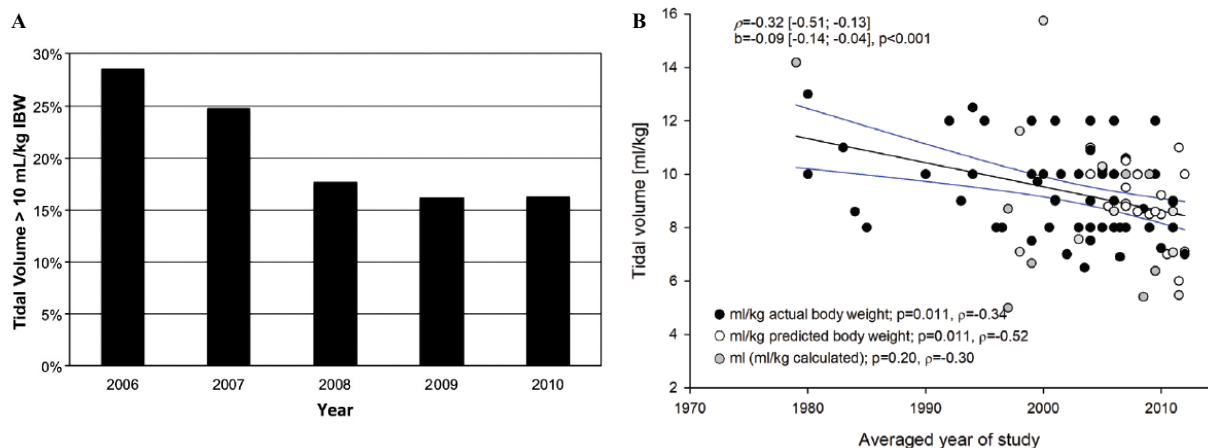 A
30%
25%
20%
15%
10%
5%
0%
Tidal Volume > 10 mL/kg IBW
2006 2007 2008 2009 2010
Year
B
16
14
12
10
8
6
4
2
Tidal volume [ml/kg]
ρ=-0.32 [-0.51; -0.13]
b=-0.09 [-0.14; -0.04], p<0.001
ml/kg actual body weight; p=0.011, ρ=-0.34
ml/kg predicted body weight; p=0.011, ρ=-0.52
ml (ml/kg calculated); p=0.20, ρ=-0.30
1970 1980 1990 2000 2010
Averaged year of study